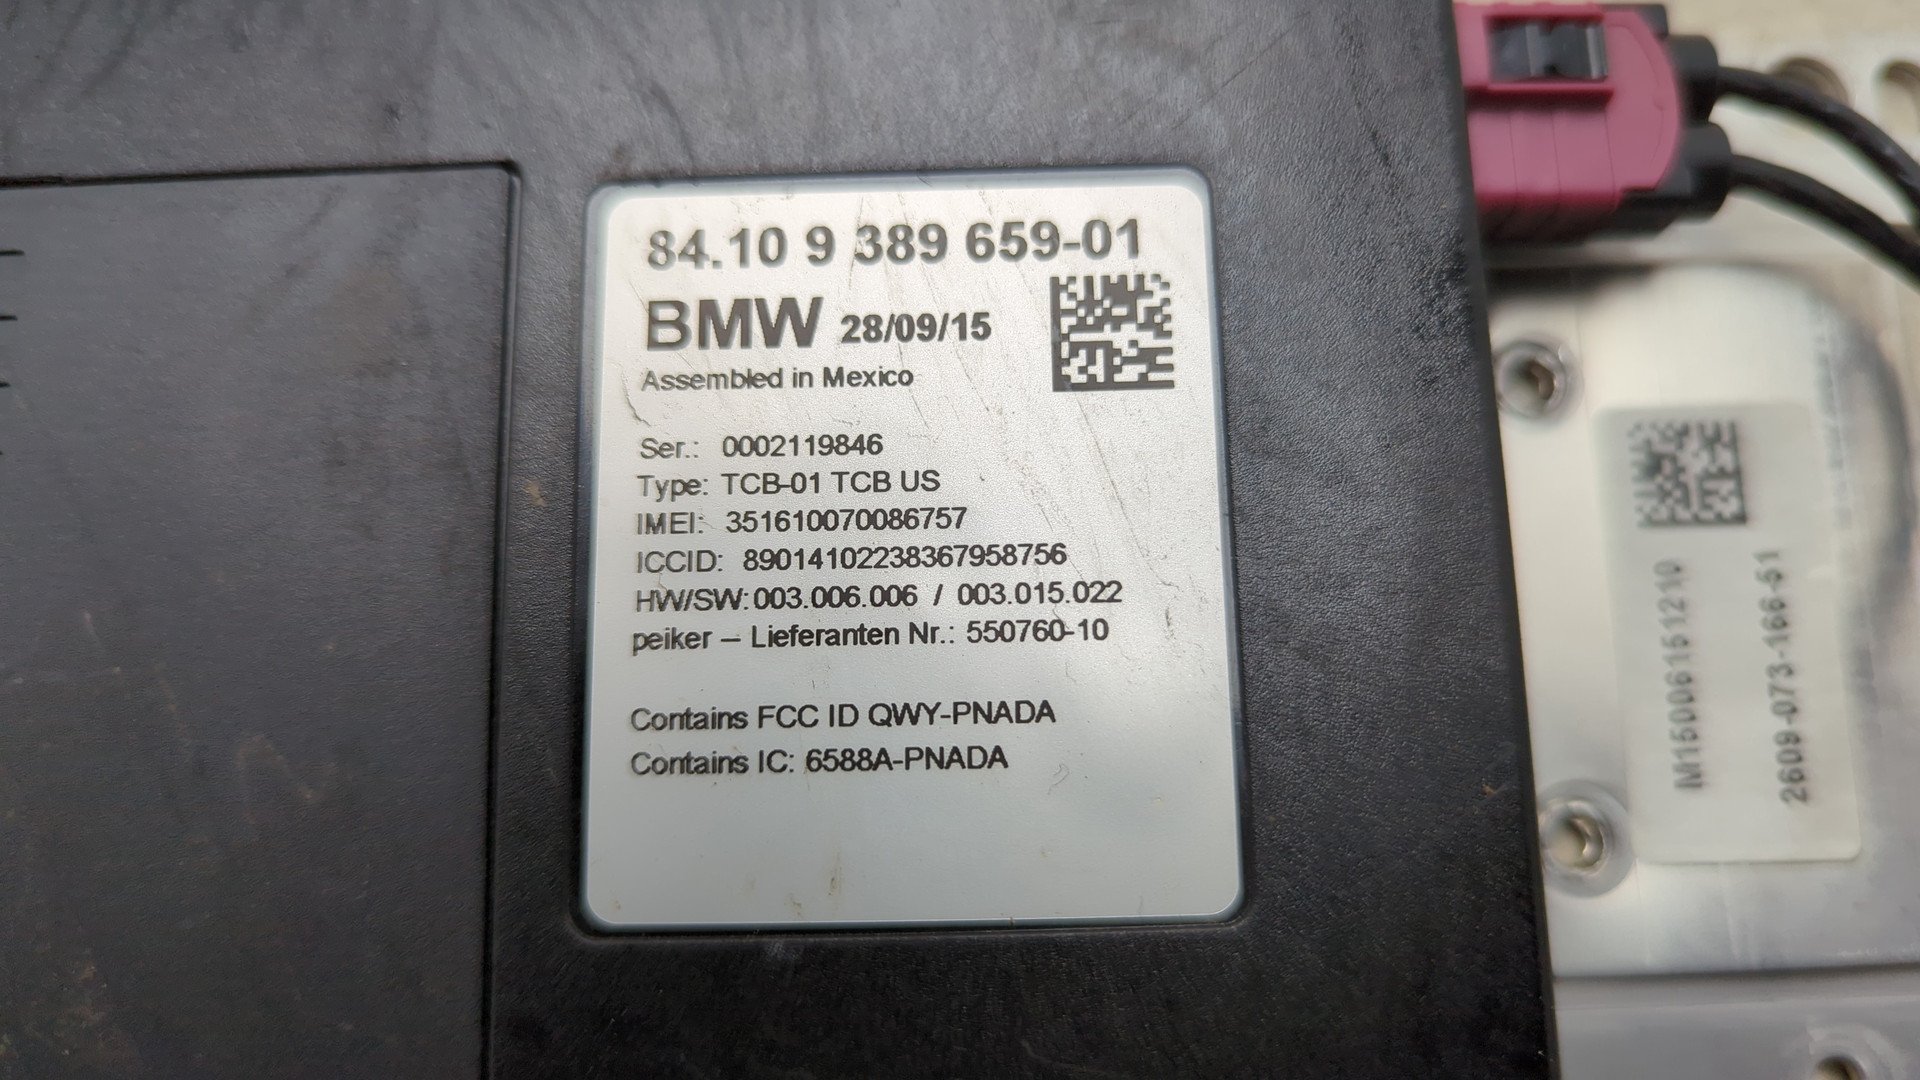 84.10 9 389 659-01
BMW 28/09/15
Assembled in Mexico
Ser.: 0002119846
Type: TCB-01 TCB US
IMEI: 351610070086757
ICCID: 89014102238367958756
HW/SW: 003.006.006 / 003.015.022
peiker – Lieferanten Nr.: 550760-10
Contains FCC ID QWY-PNADA
Contains IC: 6588A-PNADA
M15006151210
2609-073-166-51